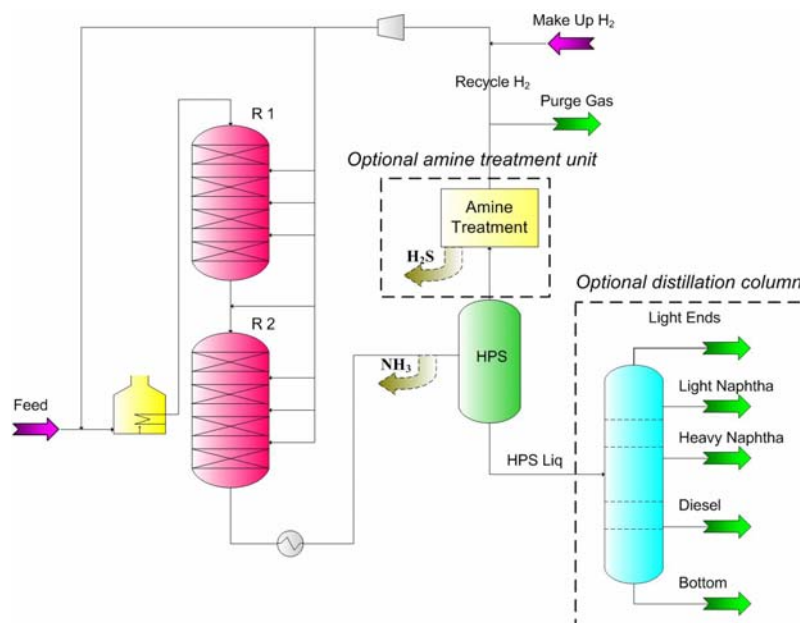 Make Up H₂
Recycle H₂
Purge Gas
R 1
Optional amine treatment unit
Amine
Treatment
H₂S
Optional distillation column
Light Ends
R 2
HPS
NH₃
Light Naphtha
Feed
Heavy Naphtha
HPS Liq
Diesel
Bottom